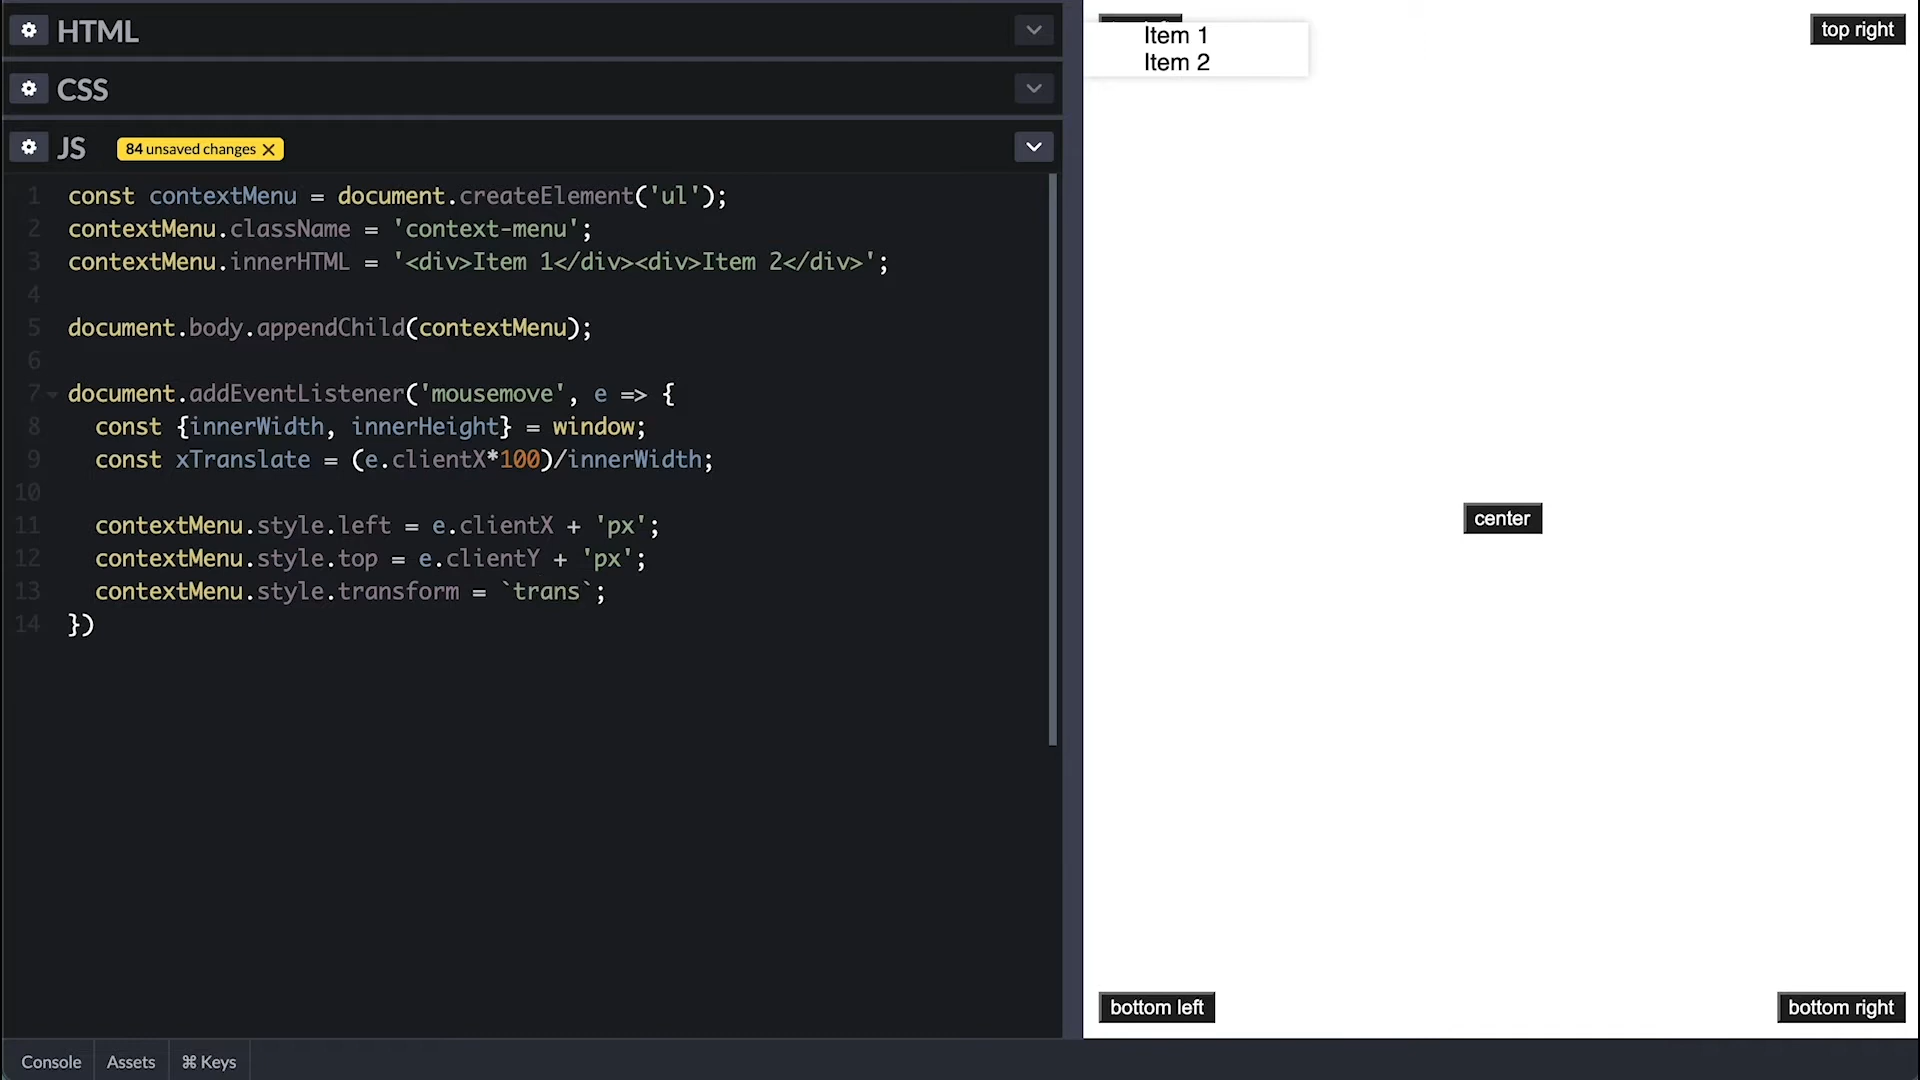 HTML
CSS
JS
84 unsaved changes
1 const contextMenu = document.createElement('ul');
2 contextMenu.className = 'context-menu';
3 contextMenu.innerHTML = '<div>Item 1</div><div>Item 2</div>';
4
5 document.body.appendChild(contextMenu);
6
7 document.addEventListener('mousemove', e => {
8 const {innerWidth, innerHeight} = window;
9 const xTranslate = (e.clientX*100)/innerWidth;
10
11 contextMenu.style.left = e.clientX + 'px';
12 contextMenu.style.top = e.clientY + 'px';
13 contextMenu.style.transform = `trans`;
14 })
Console
Assets
⌘ Keys
Item 1
Item 2
top right
center
bottom left
bottom right